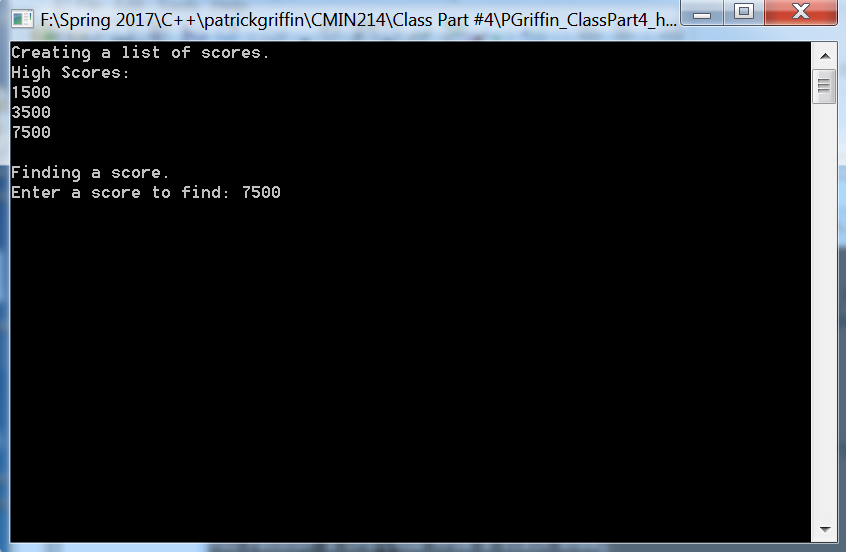 F:\Spring 2017\C++\patrickgriffin\CMIN214\Class Part #4\PGriffin_ClassPart4_h...
Creating a list of scores.
High Scores:
1500
3500
7500
Finding a score.
Enter a score to find: 7500